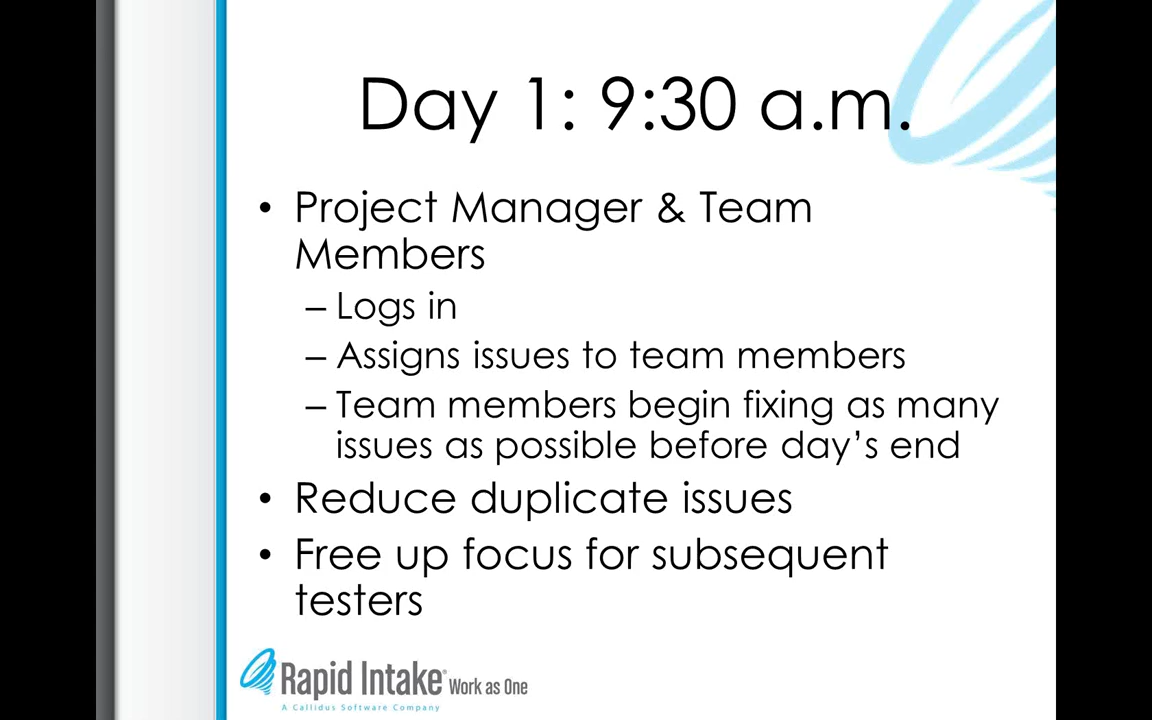 Day 1: 9:30 a.m.
• Project Manager & Team
Members
– Logs in
– Assigns issues to team members
– Team members begin fixing as many
issues as possible before day’s end
• Reduce duplicate issues
• Free up focus for subsequent
testers
Rapid Intake® Work as One
A Callidus Software Company